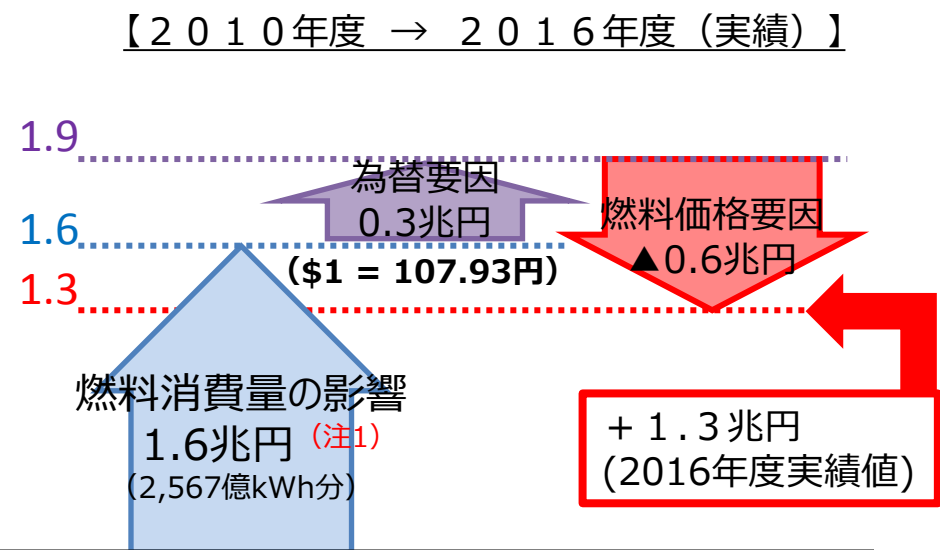 【２０１０年度 → ２０１６年度（実績）】
1.9
為替要因
0.3兆円
燃料価格要因
▲0.6兆円
1.6
（$1 = 107.93円）
1.3
燃料消費量の影響
1.6兆円（注1）
（2,567億kWh分）
＋１.３兆円
(2016年度実績値)